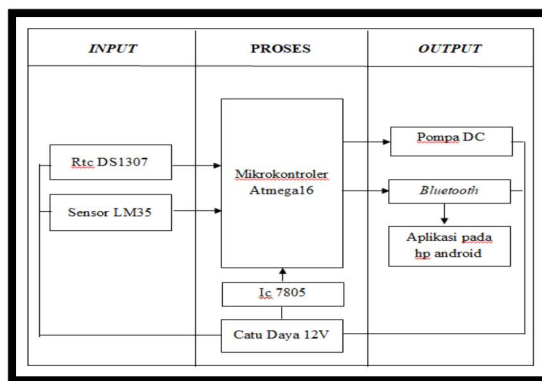 INPUT
PROSES
OUTPUT
Rtc DS1307
Sensor LM35
Mikrokontroler
Atmega16
Ic 7805
Catu Daya 12V
Pompa DC
Bluetooth
Aplikasi pada
hp android